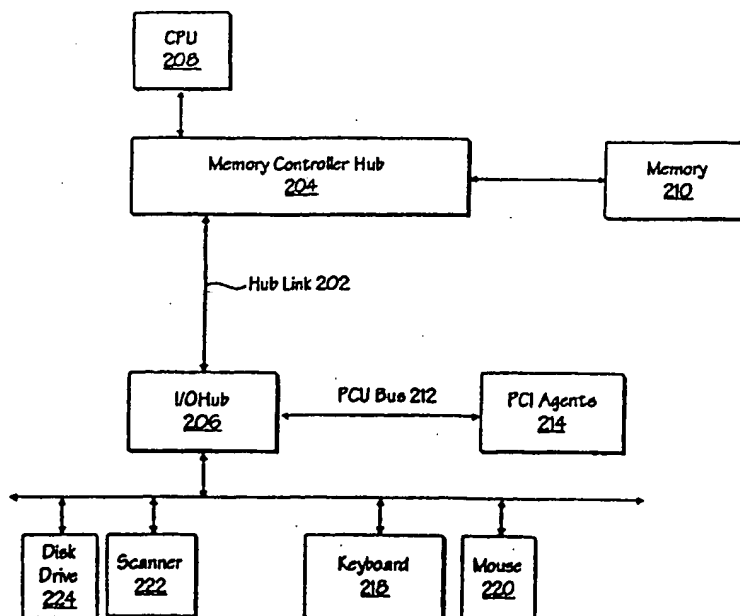 CPU
208
Memory Controller Hub
204
Memory
210
Hub Link 202
I/O Hub
206
PCU Bus 212
PCI Agents
214
Disk
Drive
224
Scanner
222
Keyboard
218
Mouse
220